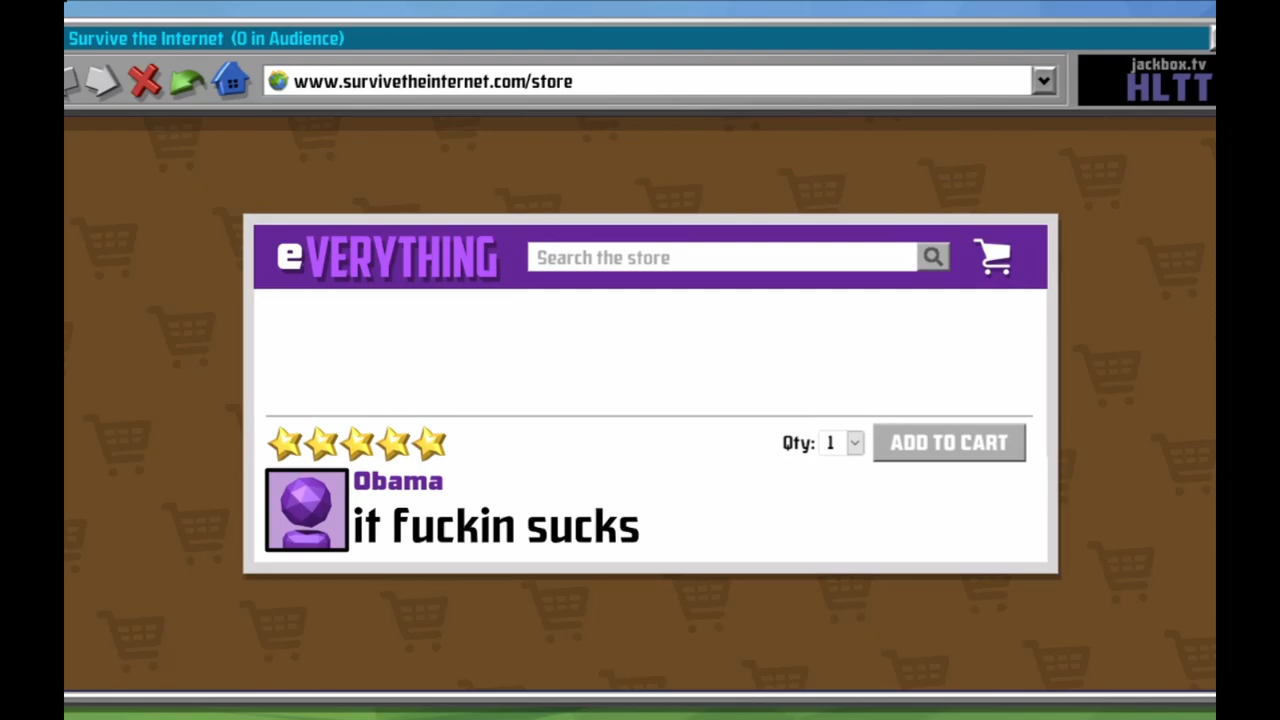 Survive the Internet (0 in Audience)
www.survivetheinternet.com/store
jackbox.tv
HLTT
eVERYTHING
Search the store
Qty: 1
ADD TO CART
Obama
it fuckin sucks